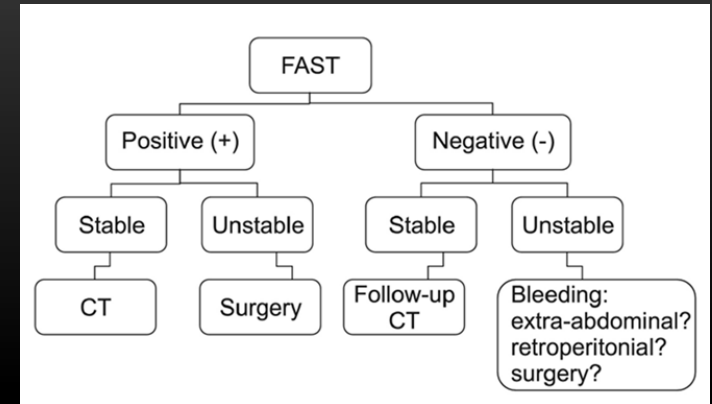 FAST
Positive (+)
Negative (-)
Stable
Unstable
Stable
Unstable
CT
Surgery
Follow-up
CT
Bleeding:
extra-abdominal?
retroperitonial?
surgery?